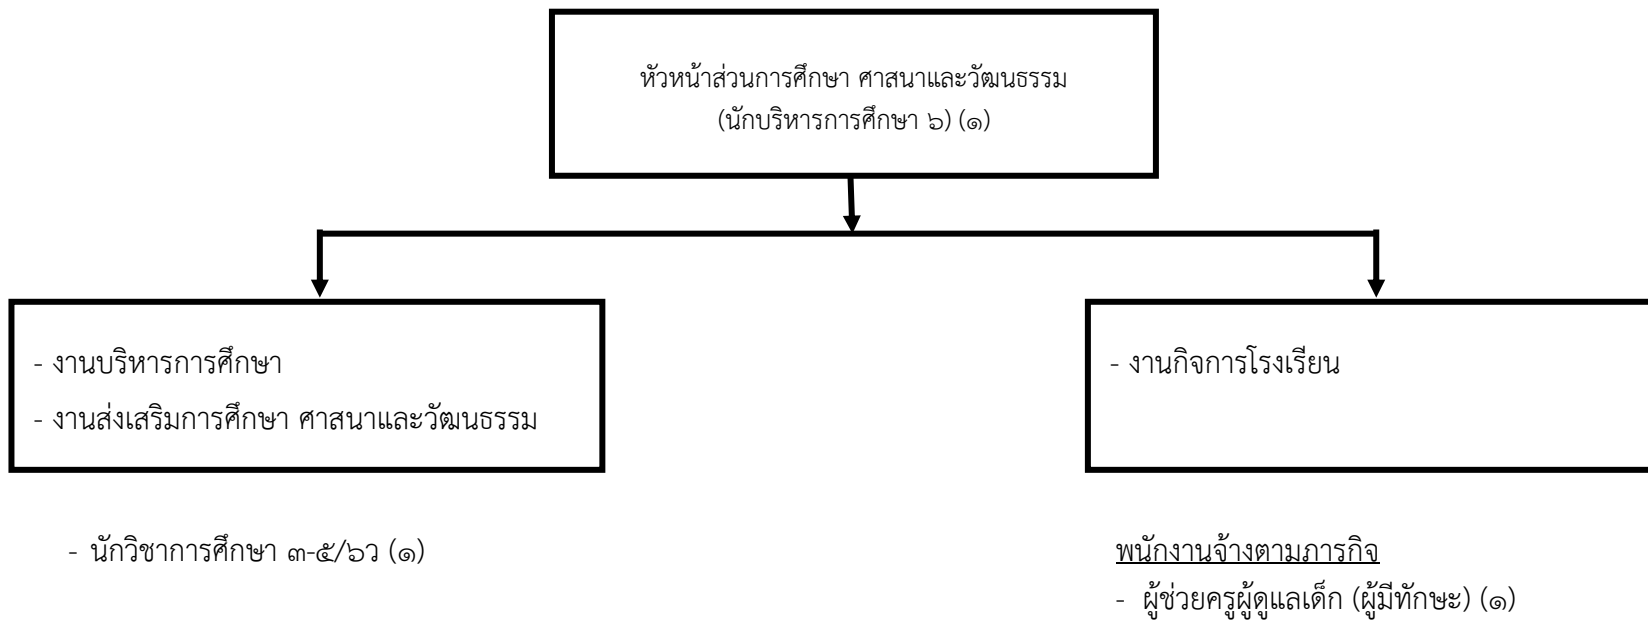 หัวหน้าส่วนการศึกษา ศาสนาและวัฒนธรรม
(นักบริหารการศึกษา ๖) (๑)
- งานบริหารการศึกษา
- งานส่งเสริมการศึกษา ศาสนาและวัฒนธรรม
- งานกิจการโรงเรียน
- นักวิชาการศึกษา ๓-๕/๖ว (๑)
พนักงานจ้างตามภารกิจ
- ผู้ช่วยครูผู้ดูแลเด็ก (ผู้มีทักษะ) (๑)